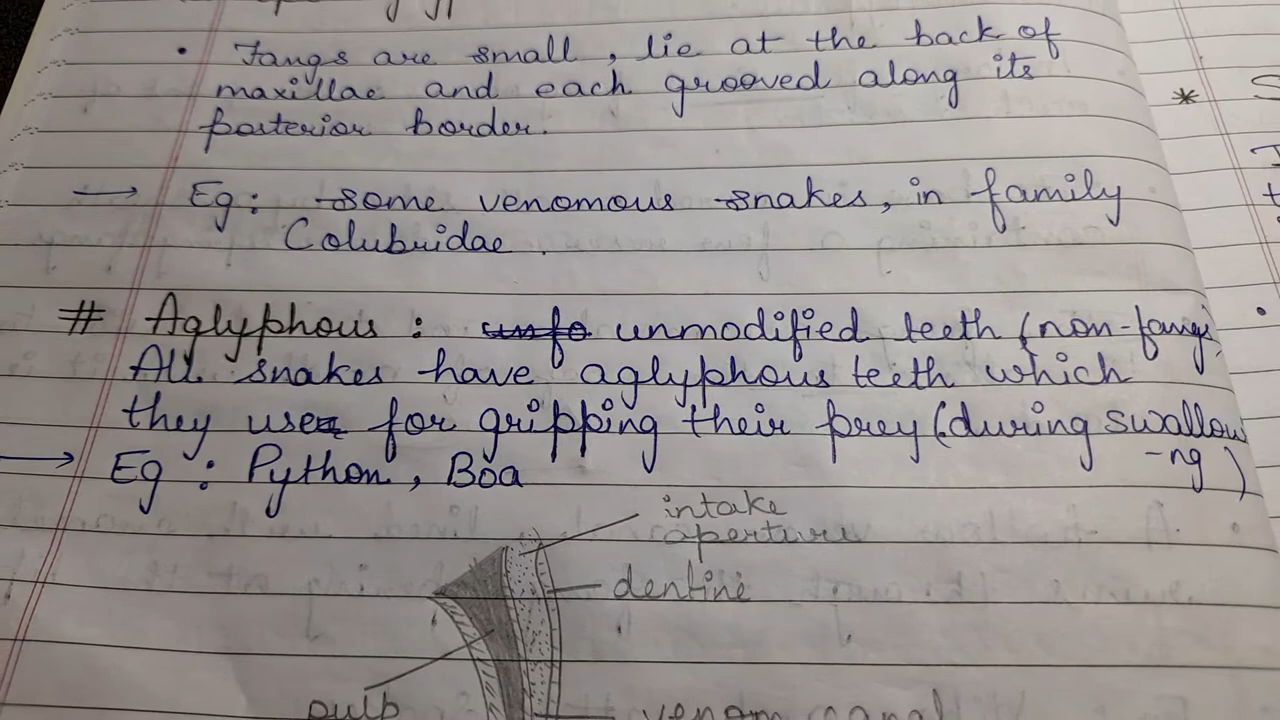 • Fangs are small, lie at the back of
maxillae and each grooved along its
posterior border.
→ Eg: some venomous snakes, in family
Colubridae.
# Aglyphous: unmodified teeth (non-fangs)
All snakes have aglyphous teeth which
they use for gripping their prey (during swallow
-ng)
→ Eg: Python, Boa
intake
aperture
dentine
pulb
venom canal
*